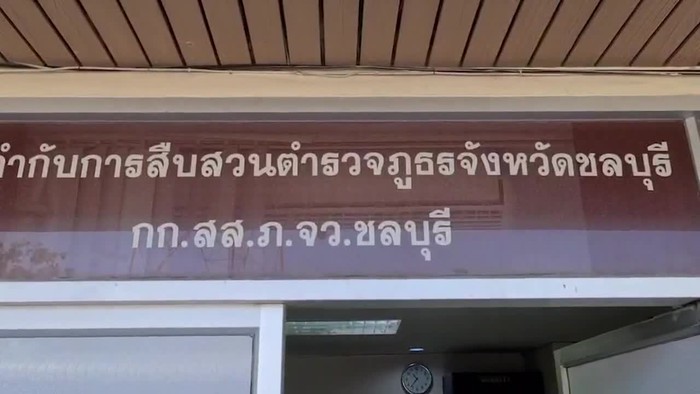 กำกับการสืบสวนตำรวจภูธรจังหวัดชลบุรี
กก.สส.ภ.จว.ชลบุรี